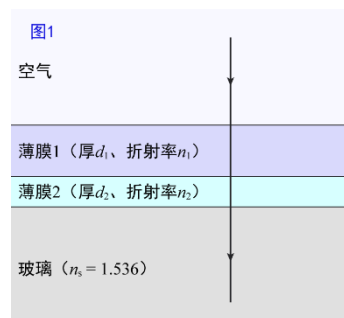 图1
空气
薄膜1（厚d₁、折射率n₁）
薄膜2（厚d₂、折射率n₂）
玻璃（nₛ = 1.536）